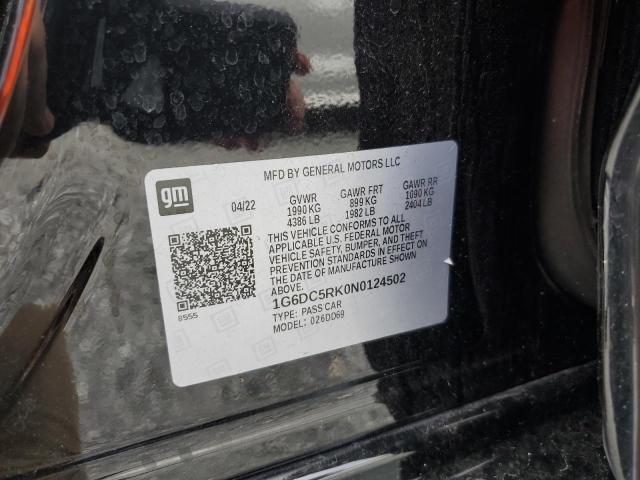 MFD BY GENERAL MOTORS LLC
gm
04/22
GVWR GAWR FRT GAWR RR
1990 KG 899 KG 1090 KG
4386 LB 1982 LB 2404 LB
THIS VEHICLE CONFORMS TO ALL
APPLICABLE U.S. FEDERAL MOTOR
VEHICLE SAFETY, BUMPER, AND THEFT
PREVENTION STANDARDS IN EFFECT ON
THE DATE OF MANUFACTURE SHOWN
ABOVE.
1G6DC5RK0N0124502
TYPE: PASS CAR
MODEL: 026DD69
8555